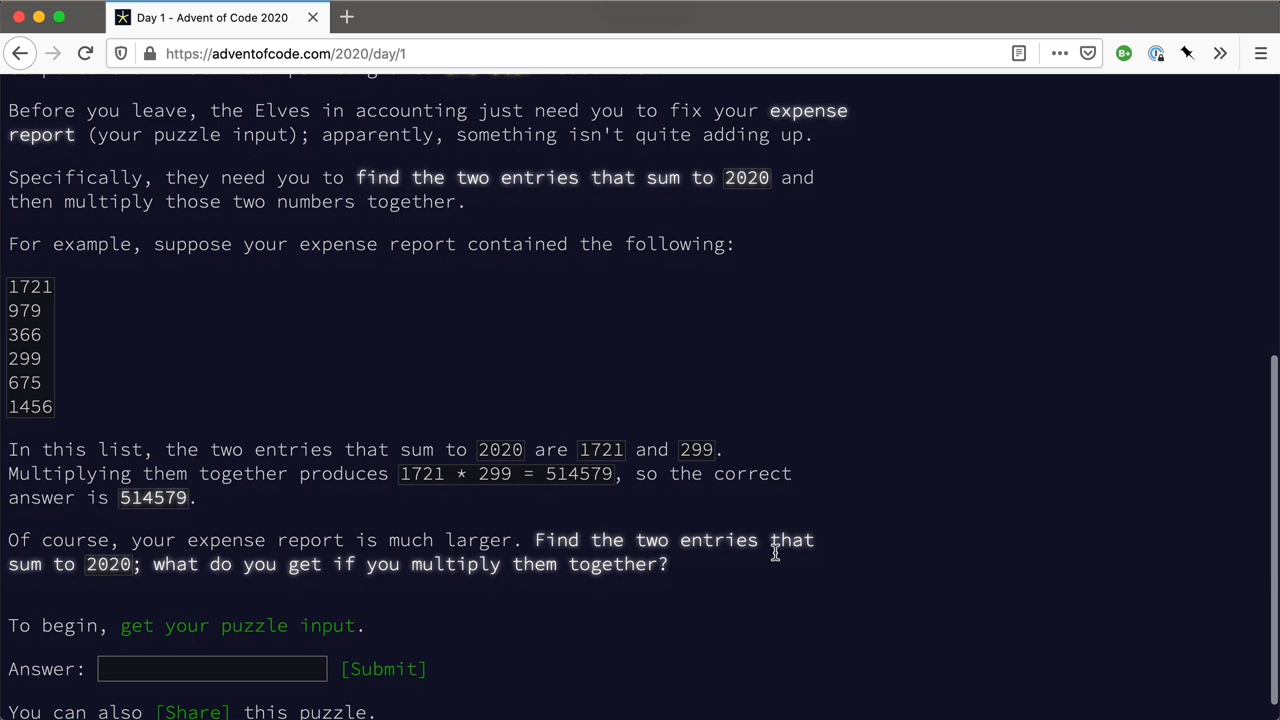 Day 1 - Advent of Code 2020
https://adventofcode.com/2020/day/1
Before you leave, the Elves in accounting just need you to fix your expense
report (your puzzle input); apparently, something isn't quite adding up.
Specifically, they need you to find the two entries that sum to 2020 and
then multiply those two numbers together.
For example, suppose your expense report contained the following:
1721
979
366
299
675
1456
In this list, the two entries that sum to 2020 are 1721 and 299.
Multiplying them together produces 1721 * 299 = 514579, so the correct
answer is 514579.
Of course, your expense report is much larger. Find the two entries that
sum to 2020; what do you get if you multiply them together?
To begin, get your puzzle input.
Answer: [Submit]
You can also [Share] this puzzle.